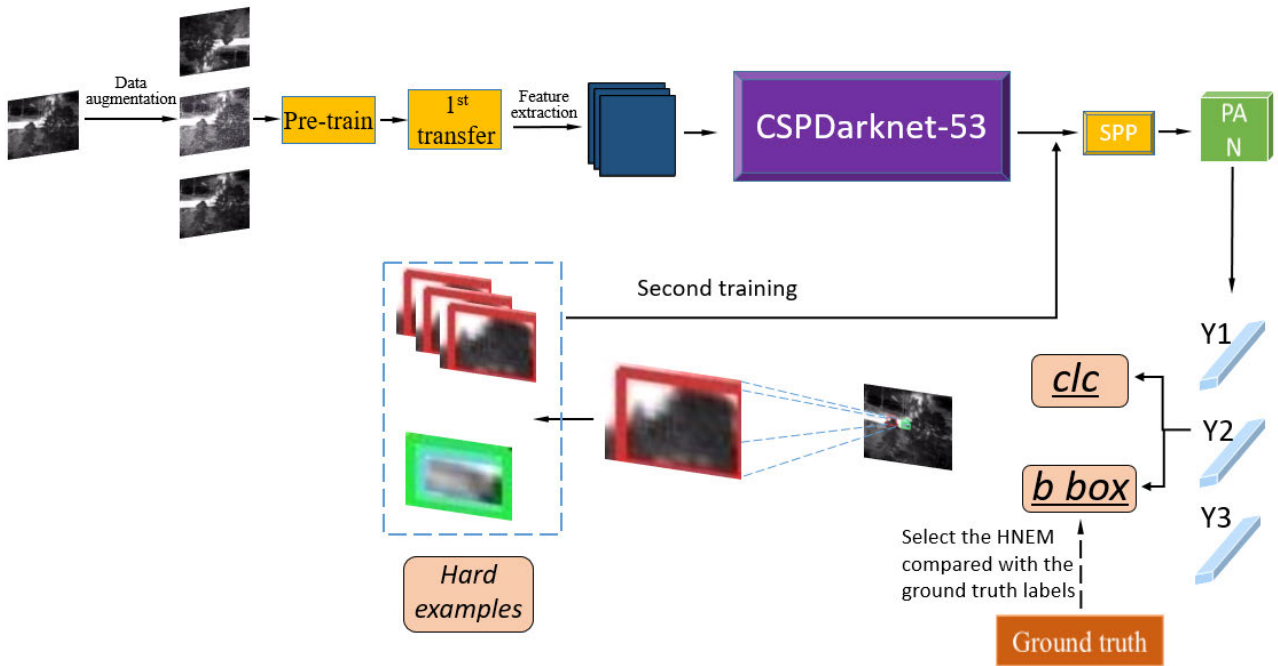 Data
augmentation
Pre-train
1st
transfer
Feature
extraction
CSPDarknet-53
SPP
PA
N
Second training
Y1
clc
Y2
b box
Y3
Select the HNEM
compared with the
ground truth labels
Hard
examples
Ground truth